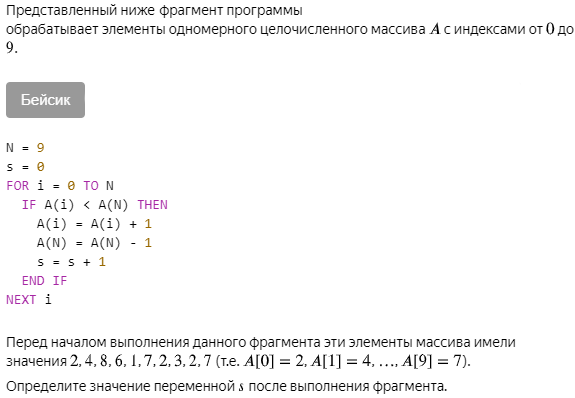 Представленный ниже фрагмент программы
обрабатывает элементы одномерного целочисленного массива A с индексами от 0 до
9.
Бейсик
N = 9
s = 0
FOR i = 0 TO N
  IF A(i) < A(N) THEN
    A(i) = A(i) + 1
    A(N) = A(N) - 1
    s = s + 1
  END IF
NEXT i
Перед началом выполнения данного фрагмента эти элементы массива имели
значения 2, 4, 8, 6, 1, 7, 2, 3, 2, 7 (т.е. A[0] = 2, A[1] = 4, …, A[9] = 7).
Определите значение переменной s после выполнения фрагмента.